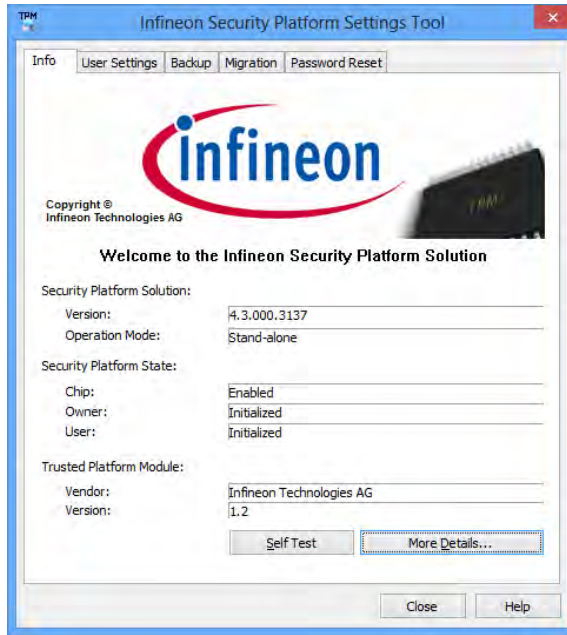 TPM
Infineon Security Platform Settings Tool
Info User Settings Backup Migration Password Reset
infineon
TPM
Copyright ©
Infineon Technologies AG
Welcome to the Infineon Security Platform Solution
Security Platform Solution:
Version: 4.3.000.3137
Operation Mode: Stand-alone
Security Platform State:
Chip: Enabled
Owner: Initialized
User: Initialized
Trusted Platform Module:
Vendor: Infineon Technologies AG
Version: 1.2
Self Test More Details...
Close Help